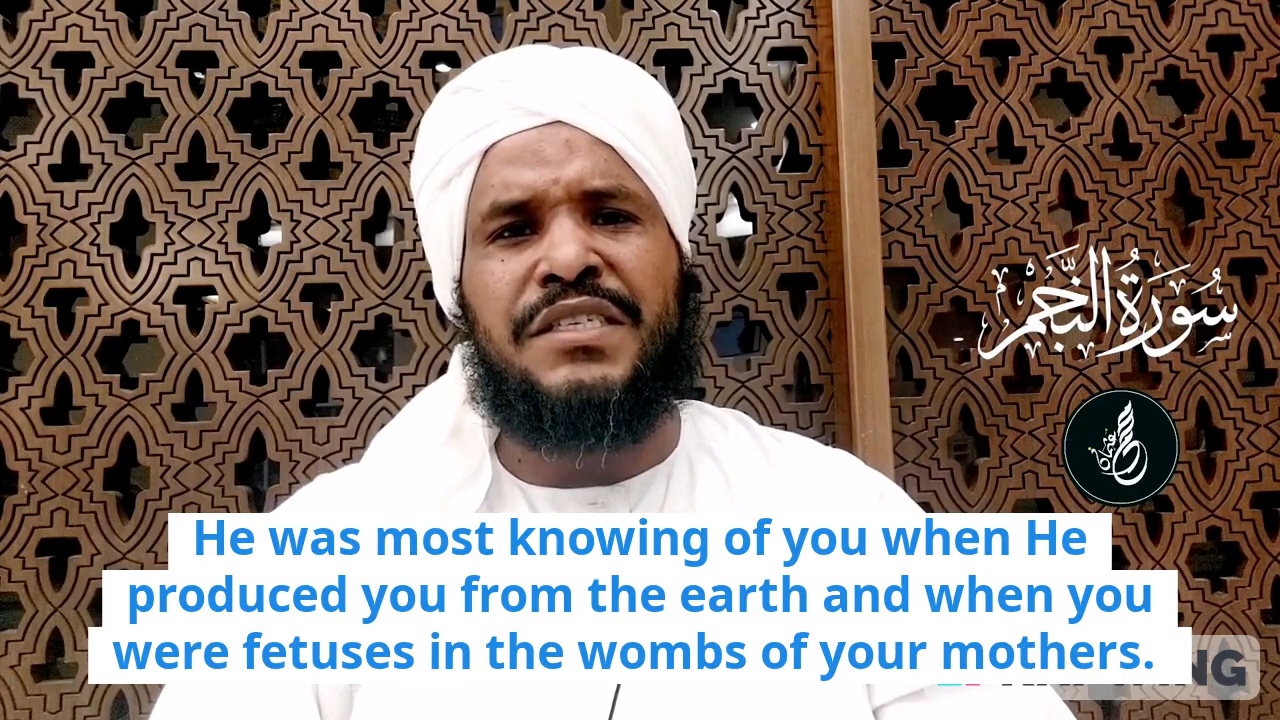 سُورَةُ النَّجْمِ
عثمان
He was most knowing of you when He
produced you from the earth and when you
were fetuses in the wombs of your mothers.